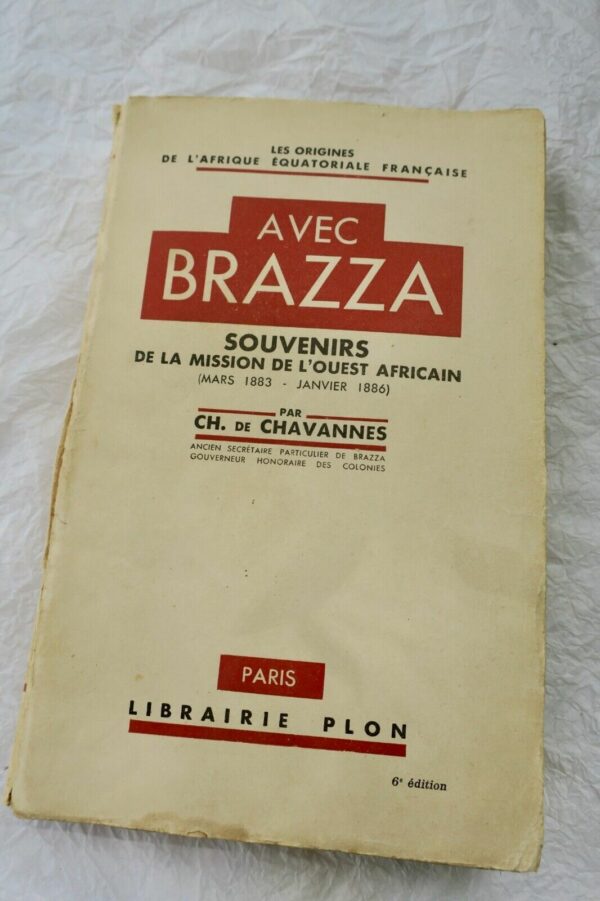 LES ORIGINES
DE L'AFRIQUE ÉQUATORIALE FRANÇAISE
AVEC
BRAZZA
SOUVENIRS
DE LA MISSION DE L'OUEST AFRICAIN
(MARS 1883 - JANVIER 1886)
PAR
CH. DE CHAVANNES
ANCIEN SECRÉTAIRE PARTICULIER DE BRAZZA
GOUVERNEUR HONORAIRE DES COLONIES
PARIS
LIBRAIRIE PLON
6e édition